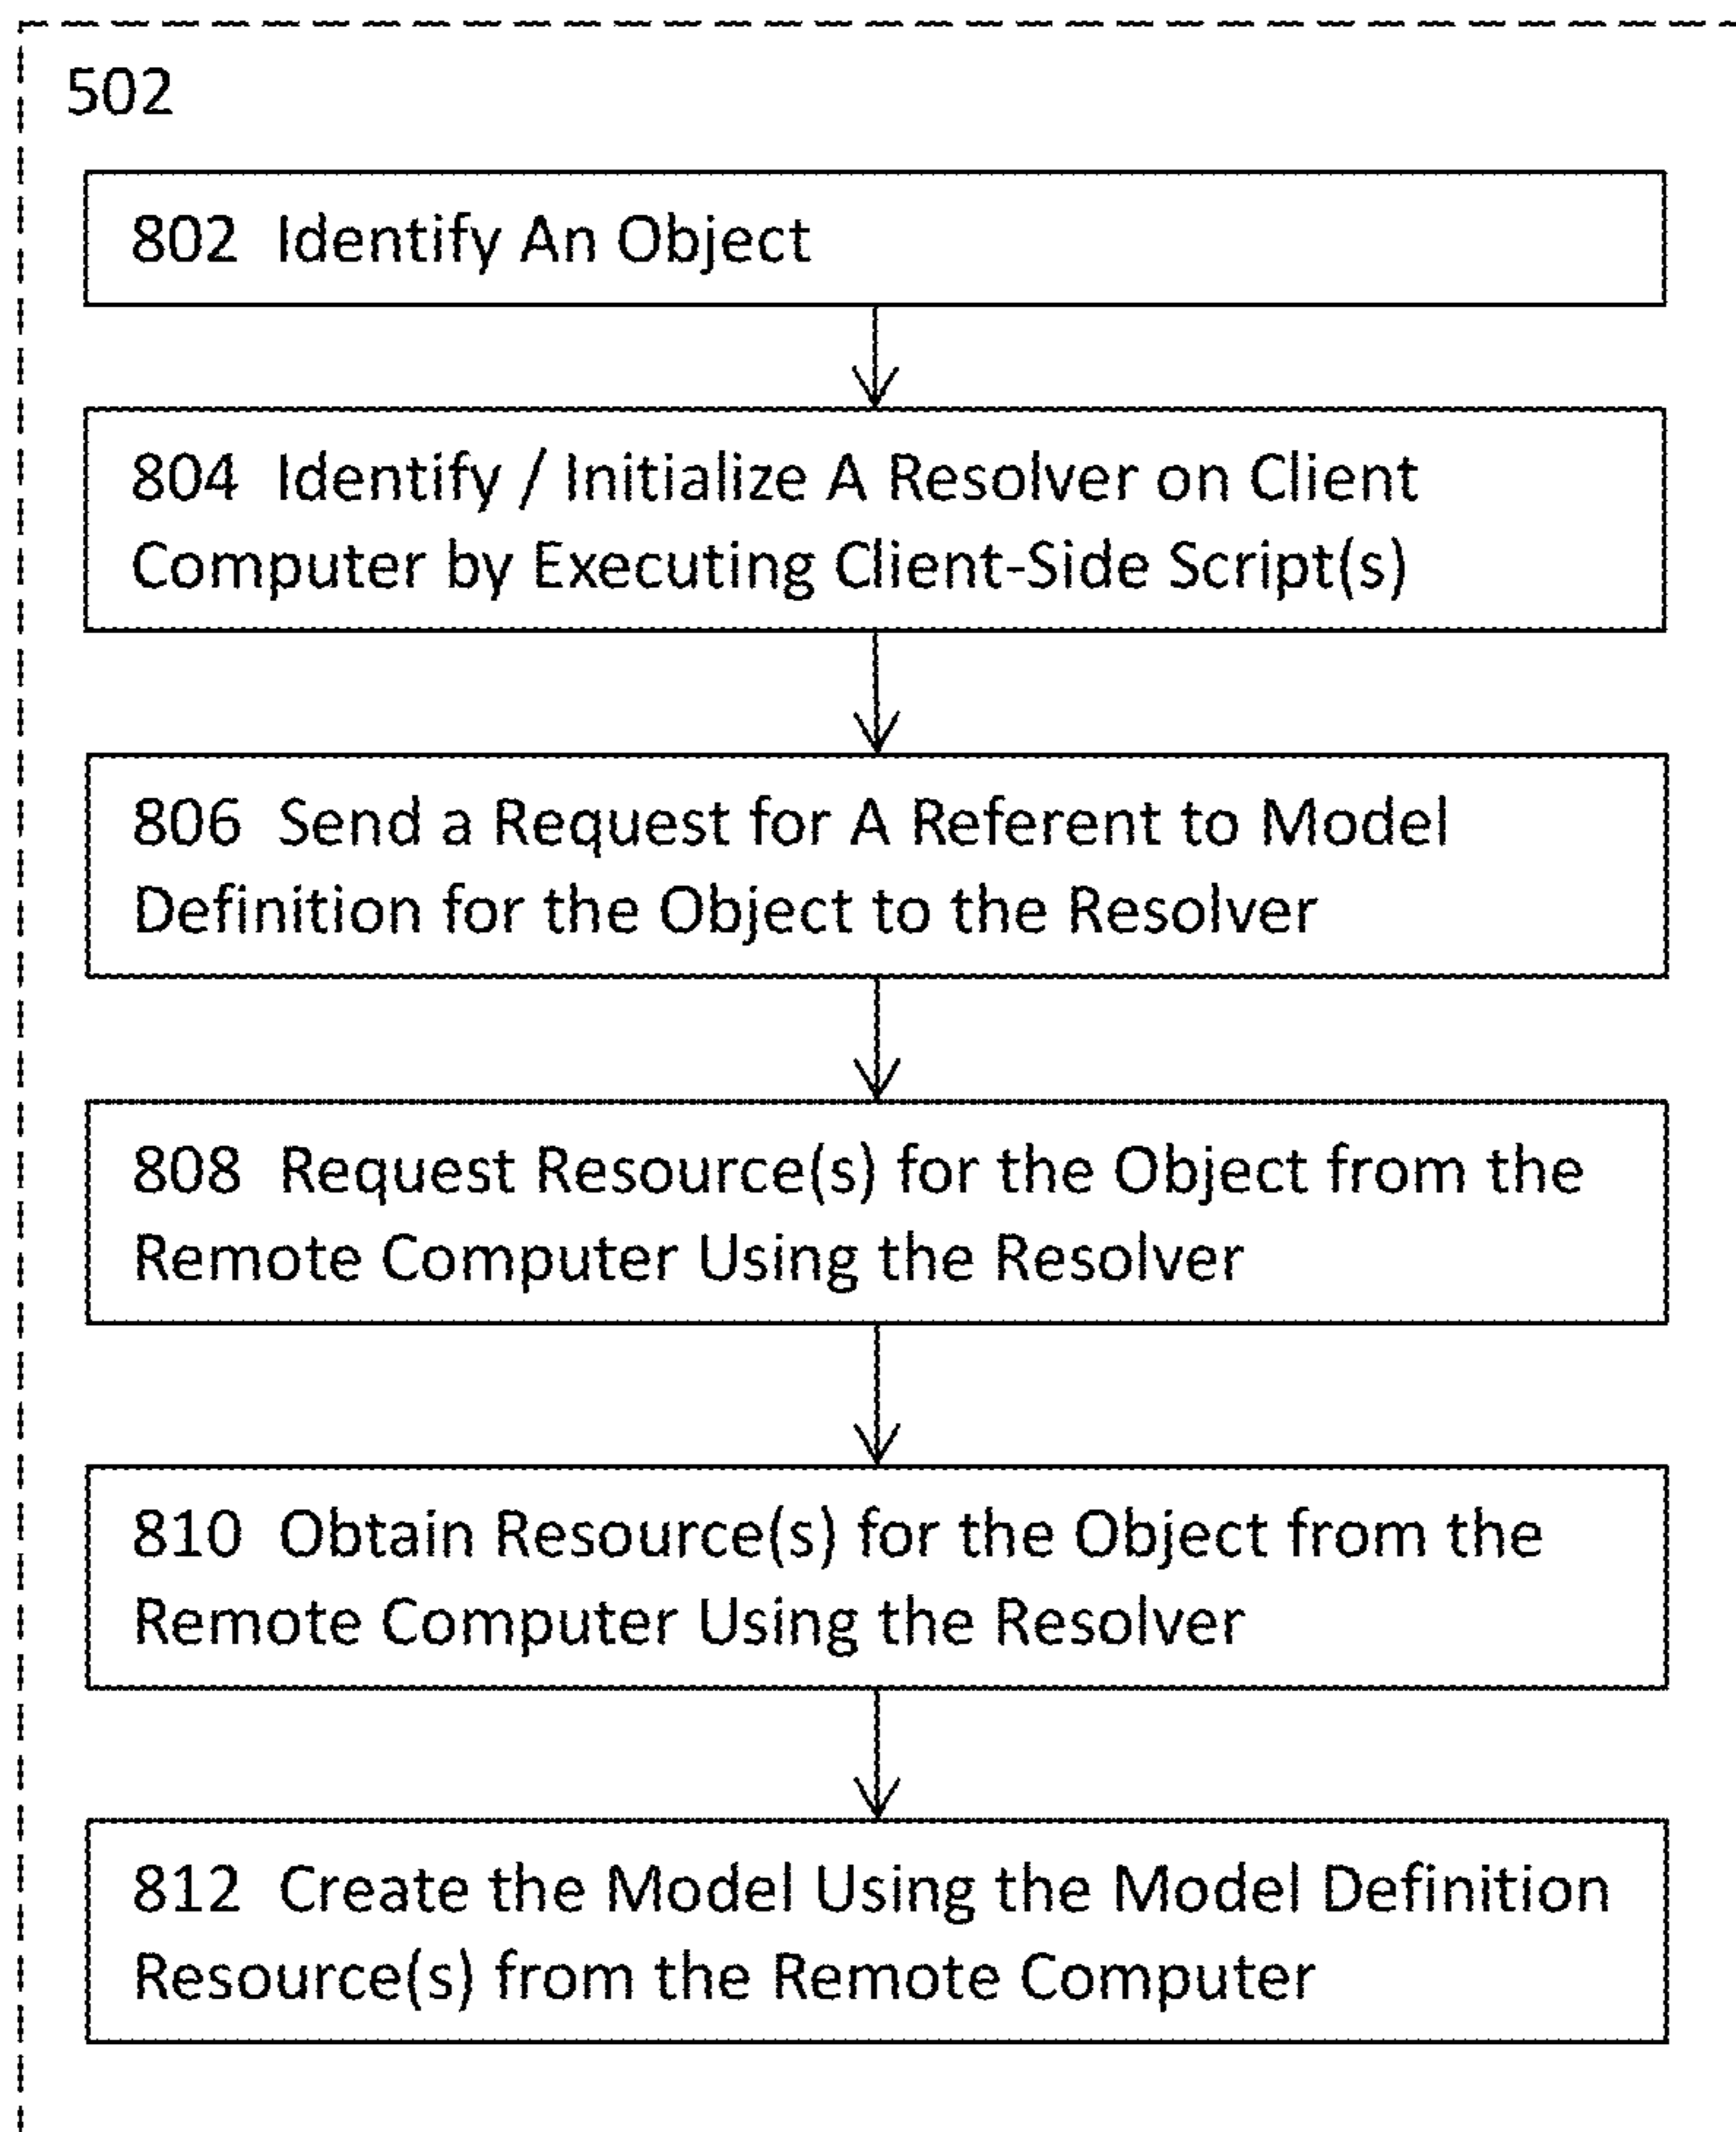 502
802 Identify An Object
804 Identify / Initialize A Resolver on Client
Computer by Executing Client-Side Script(s)
806 Send a Request for A Referent to Model
Definition for the Object to the Resolver
808 Request Resource(s) for the Object from the
Remote Computer Using the Resolver
810 Obtain Resource(s) for the Object from the
Remote Computer Using the Resolver
812 Create the Model Using the Model Definition
Resource(s) from the Remote Computer